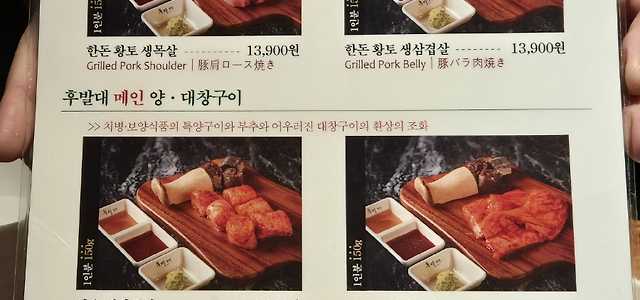 한돈 황토 생목살 ---------- 13,900원
Grilled Pork Shoulder | 豚肩ロース焼き
한돈 황토 생삼겹살 -------- 13,900원
Grilled Pork Belly | 豚バラ肉焼き
후발대 메인 양 · 대창구이
>> 치병·보양식품의 특양구이와 부추와 어우러진 대창구이의 환상의 조화
1인분 150g
1인분 150g